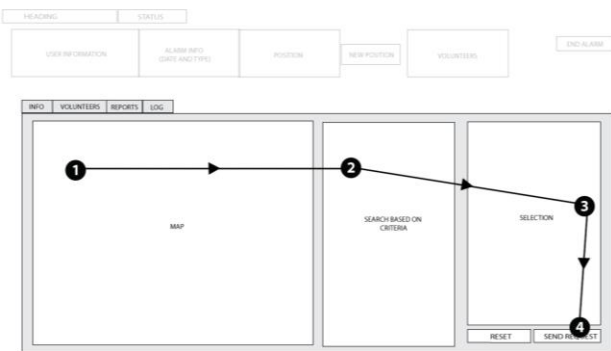 HEADING STATUS
USER INFORMATION
ALARM INFO
(DATE AND TYPE)
POSITION
NEW POSITION
VOLUNTEERS
END ALARM
INFO VOLUNTEERS REPORTS LOG
1
2
3
MAP
SEARCH BASED ON
CRITERIA
SELECTION
4
RESET
SEND REQUEST